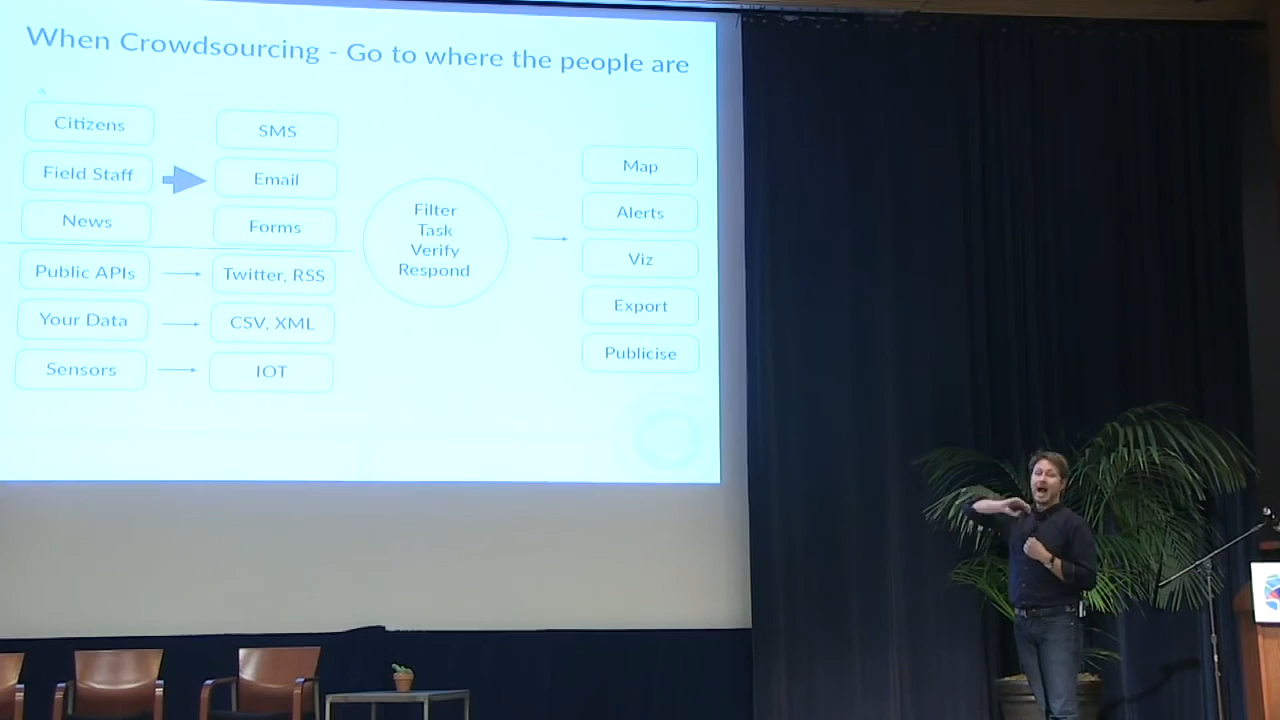 When Crowdsourcing - Go to where the people are
Citizens
Field Staff
News
Public APIs
Your Data
Sensors
SMS
Email
Forms
Twitter, RSS
CSV, XML
IOT
Filter
Task
Verify
Respond
Map
Alerts
Viz
Export
Publicise